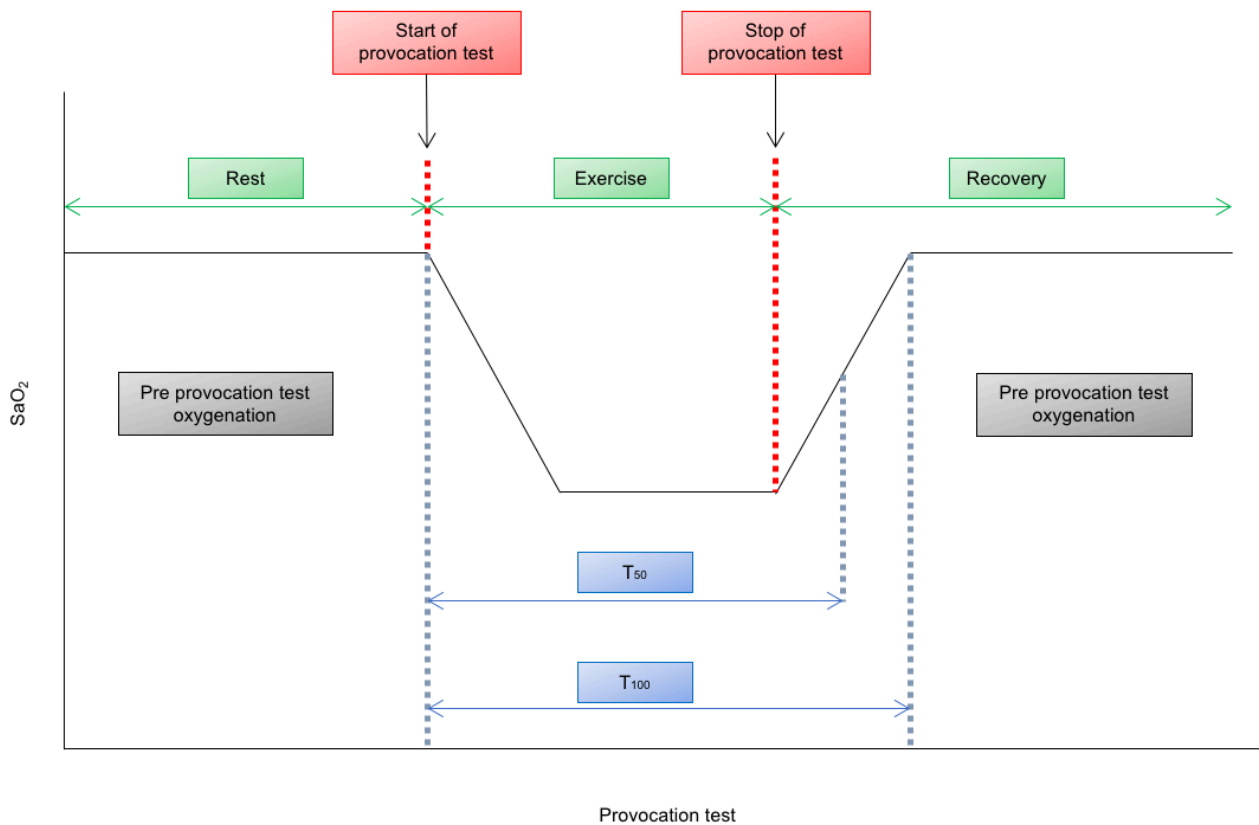 Start of
provocation test
Stop of
provocation test
Rest
Exercise
Recovery
SaO₂
Pre provocation test
oxygenation
Pre provocation test
oxygenation
T₅₀
T₁₀₀
Provocation test